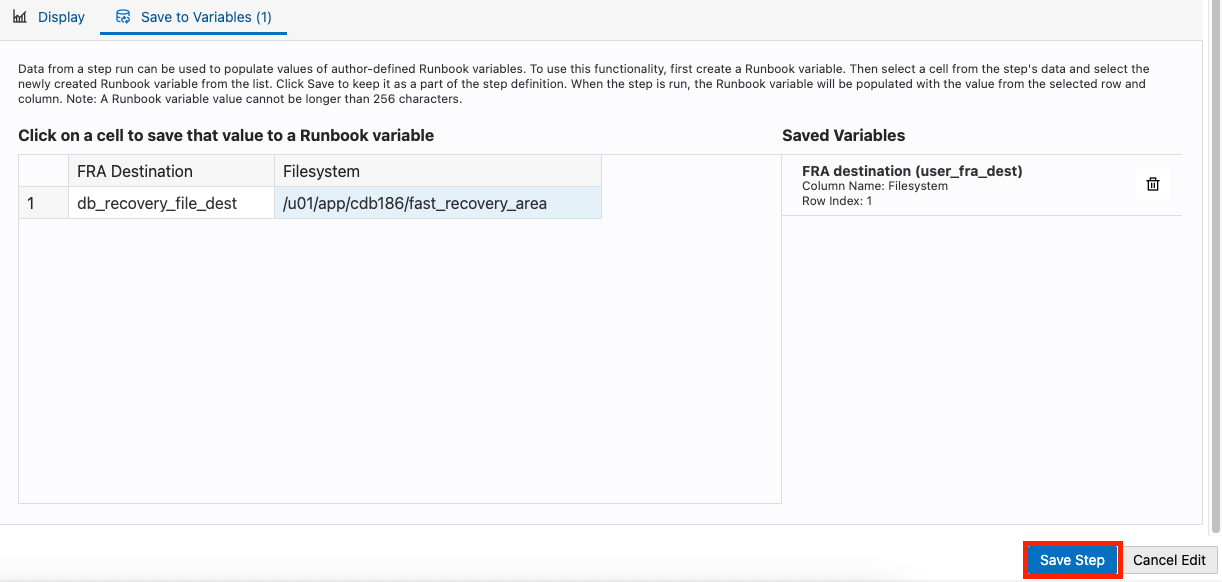 Display
Save to Variables (1)
Data from a step run can be used to populate values of author-defined Runbook variables. To use this functionality, first create a Runbook variable. Then select a cell from the step's data and select the
newly created Runbook variable from the list. Click Save to keep it as a part of the step definition. When the step is run, the Runbook variable will be populated with the value from the selected row and
column. Note: A Runbook variable value cannot be longer than 256 characters.
Click on a cell to save that value to a Runbook variable
FRA Destination Filesystem
1 db_recovery_file_dest /u01/app/cdb186/fast_recovery_area
Saved Variables
FRA destination (user_fra_dest)
Column Name: Filesystem
Row Index: 1
Save Step
Cancel Edit